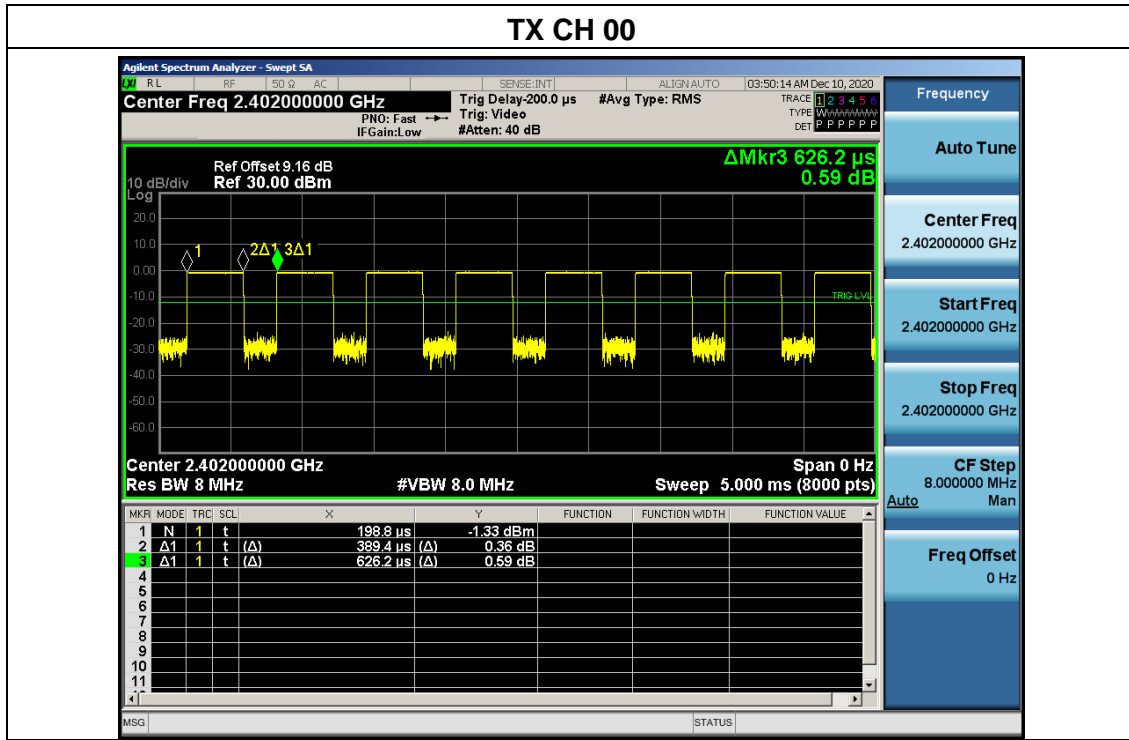 TX CH 00
Agilent Spectrum Analyzer - Swept SA
LXI RL RF 50 Ω AC SENSE:INT ALIGN AUTO 03:50:14 AM Dec 10, 2020
Center Freq 2.402000000 GHz Trig Delay-200.0 µs #Avg Type: RMS TRACE 1 2 3 4 5 6
PNO: Fast Trig: Video TYPE
IFGain:Low #Atten: 40 dB DET P P P P P P
ΔMkr3 626.2 µs
0.59 dB
Ref Offset 9.16 dB
10 dB/div Ref 30.00 dBm
Log
20.0
10.0
1 2Δ1 3Δ1
0.00
-10.0
TRIG LVL
-20.0
-30.0
-40.0
-50.0
-60.0
Center 2.402000000 GHz Span 0 Hz
Res BW 8 MHz #VBW 8.0 MHz Sweep 5.000 ms (8000 pts)
MKR MODE TRC SCL X Y FUNCTION FUNCTION WIDTH FUNCTION VALUE
1 N 1 t 198.8 µs -1.33 dBm
2 Δ1 1 t (Δ) 389.4 µs (Δ) 0.36 dB
3 Δ1 1 t (Δ) 626.2 µs (Δ) 0.59 dB
4
5
6
7
8
9
10
11
MSG STATUS
Frequency
Auto Tune
Center Freq
2.402000000 GHz
Start Freq
2.402000000 GHz
Stop Freq
2.402000000 GHz
CF Step
8.000000 MHz
Auto Man
Freq Offset
0 Hz